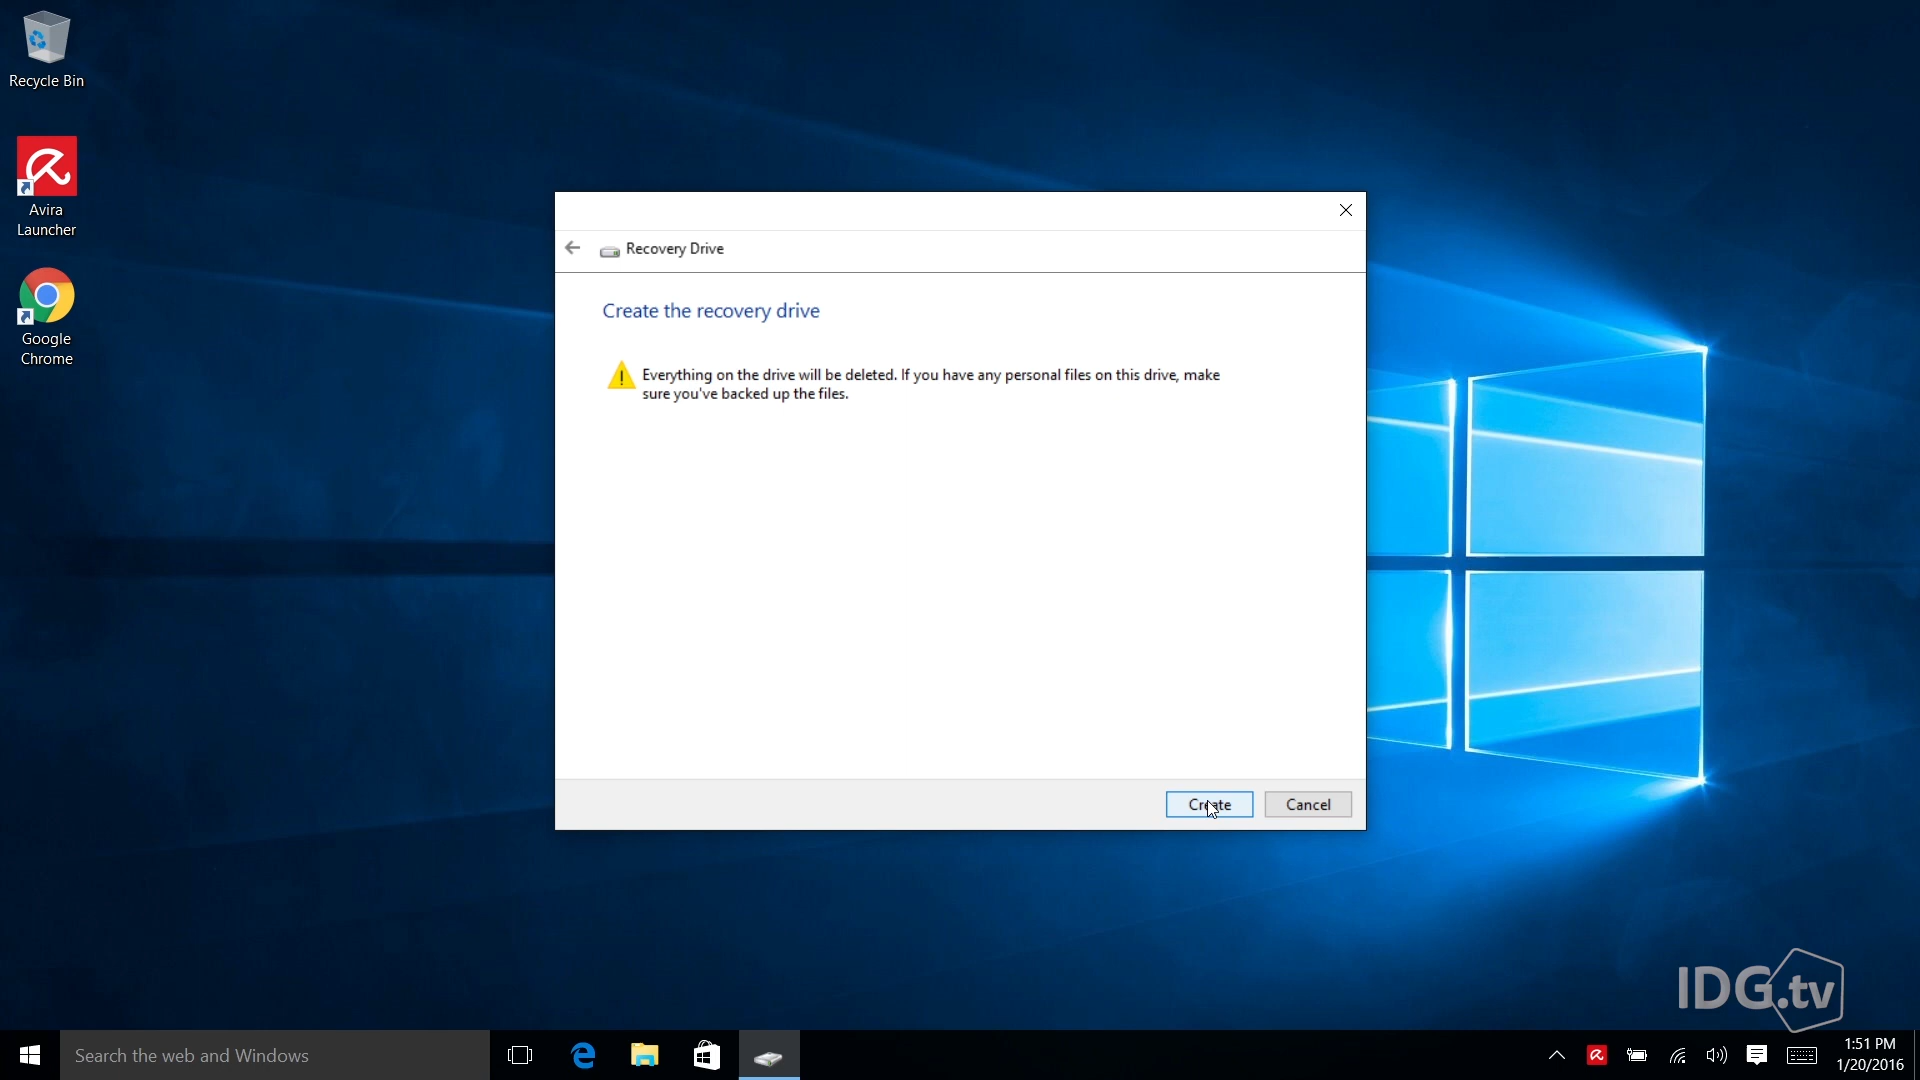 Recycle Bin
Avira
Launcher
Google
Chrome
Recovery Drive
Create the recovery drive
Everything on the drive will be deleted. If you have any personal files on this drive, make
sure you've backed up the files.
Create
Cancel
IDG.tv
Search the web and Windows
1:51 PM
1/20/2016